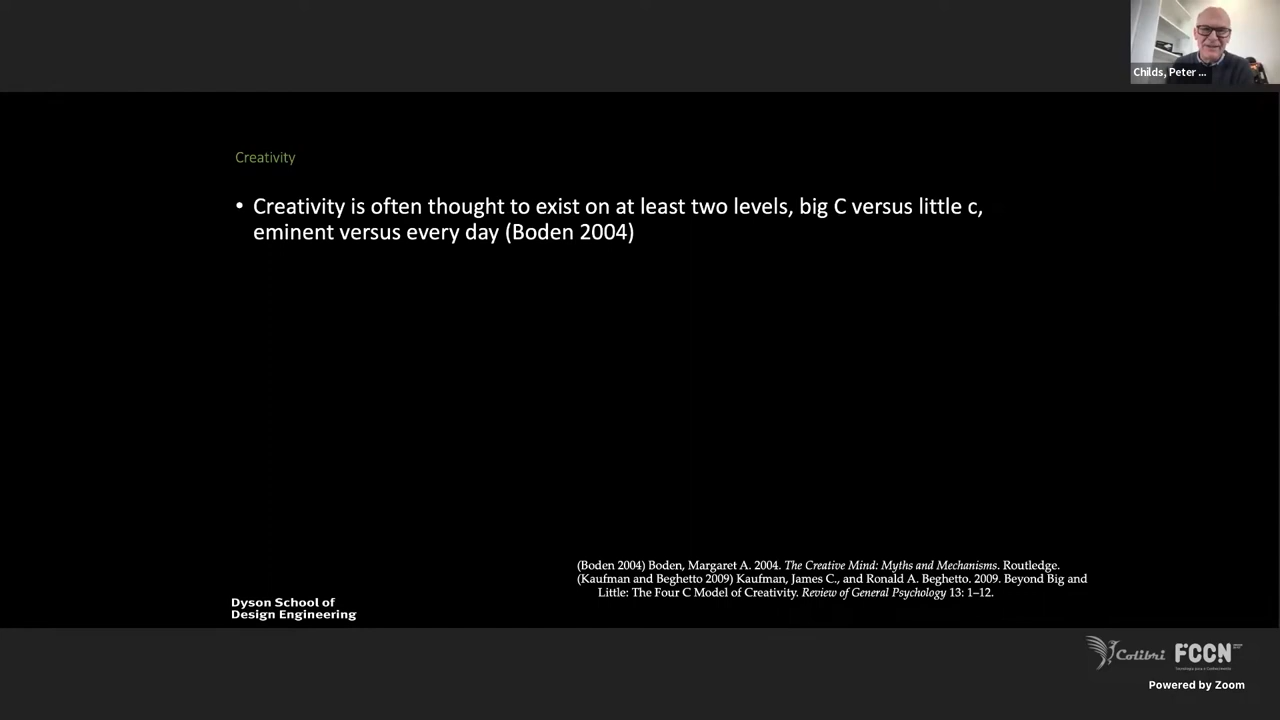 Childs, Peter ...
Creativity
• Creativity is often thought to exist on at least two levels, big C versus little c,
eminent versus every day (Boden 2004)
(Boden 2004) Boden, Margaret A. 2004. The Creative Mind: Myths and Mechanisms. Routledge.
(Kaufman and Beghetto 2009) Kaufman, James C., and Ronald A. Beghetto. 2009. Beyond Big and
Little: The Four C Model of Creativity. Review of General Psychology 13: 1–12.
Dyson School of
Design Engineering
Colibri FCCN
Powered by Zoom